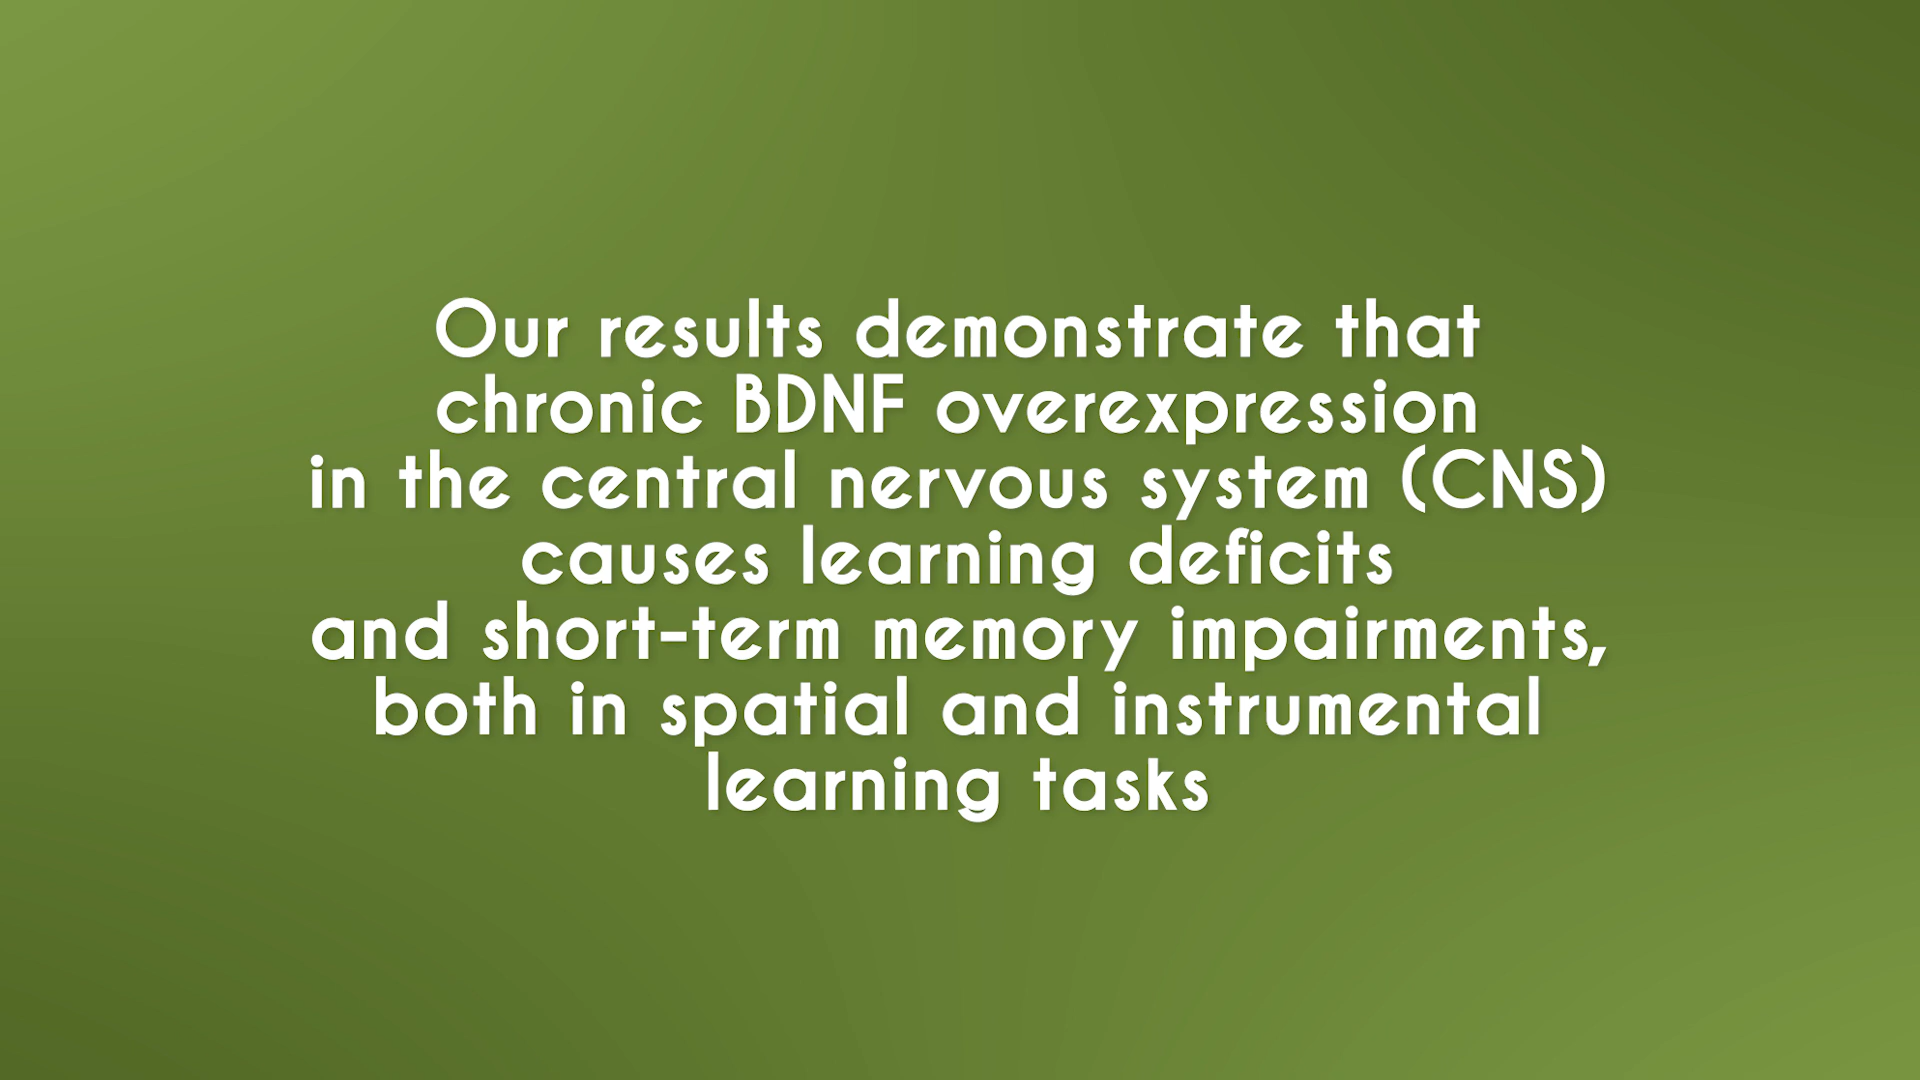 Our results demonstrate that
chronic BDNF overexpression
in the central nervous system (CNS)
causes learning deficits
and short-term memory impairments,
both in spatial and instrumental
learning tasks